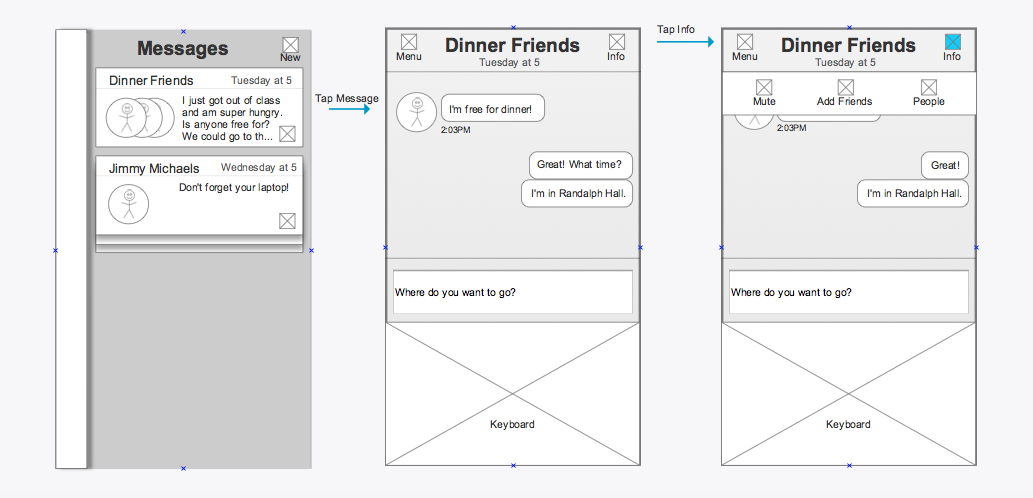 Messages
New
Dinner Friends
Tuesday at 5
I just got out of class
and am super hungry.
Is anyone free for?
We could go to th...
Jimmy Michaels
Wednesday at 5
Don't forget your laptop!
Tap Message
Menu
Dinner Friends
Tuesday at 5
Info
I'm free for dinner!
2:03PM
Great! What time?
I'm in Randalph Hall.
Where do you want to go?
Keyboard
Tap Info
Menu
Dinner Friends
Tuesday at 5
Info
Mute
Add Friends
People
2:03PM
Great!
I'm in Randalph Hall.
Where do you want to go?
Keyboard